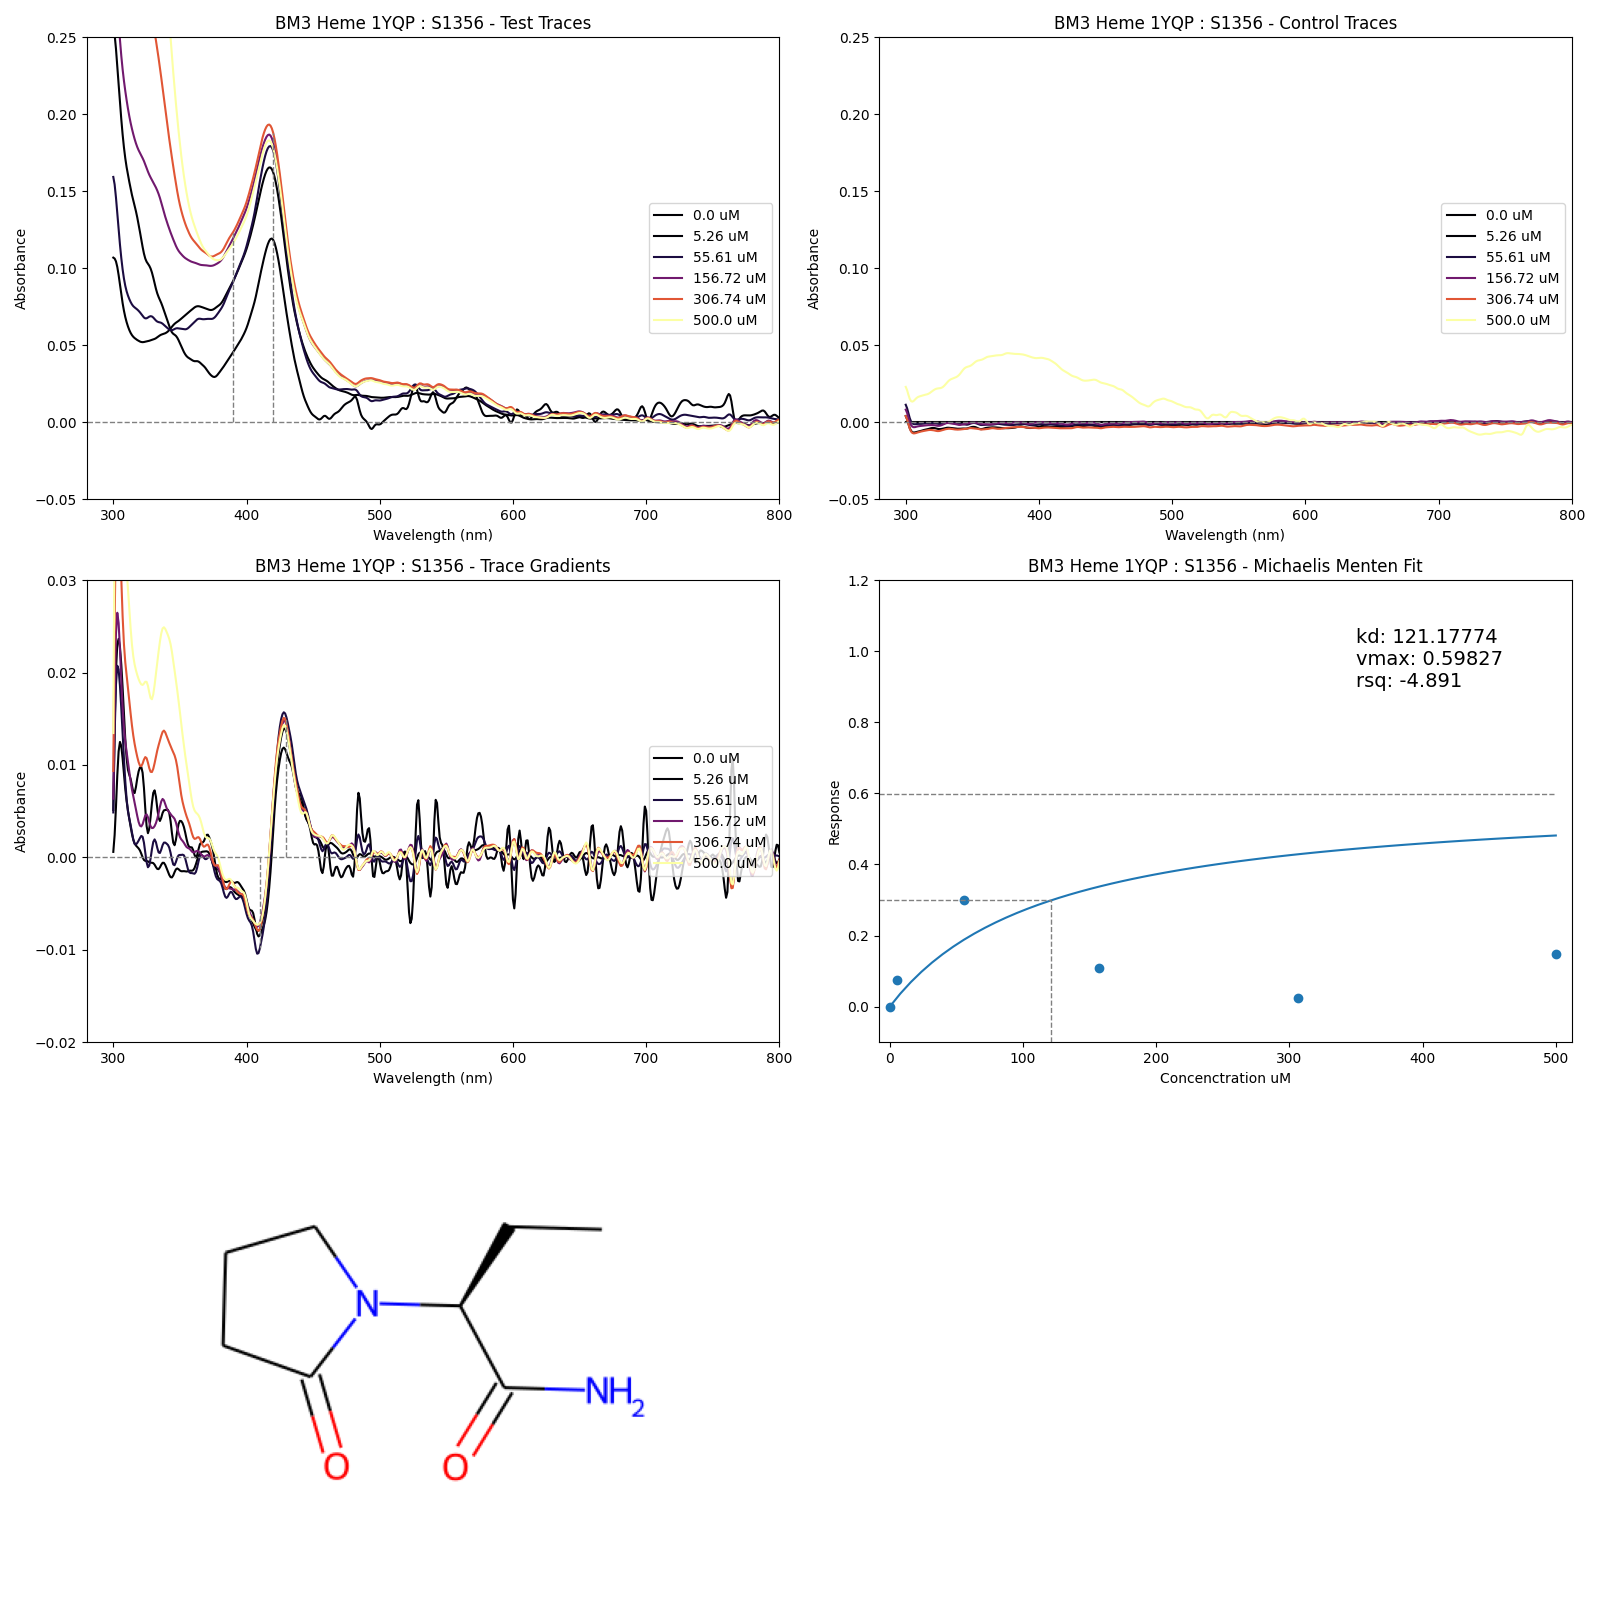 BM3 Heme 1YQP : S1356 - Test Traces
0.25
0.20
0.15
0.10
0.05
0.00
−0.05
Absorbance
300
400
500
600
700
800
Wavelength (nm)
0.0 uM
5.26 uM
55.61 uM
156.72 uM
306.74 uM
500.0 uM
BM3 Heme 1YQP : S1356 - Control Traces
0.25
0.20
0.15
0.10
0.05
0.00
−0.05
Absorbance
300
400
500
600
700
800
Wavelength (nm)
0.0 uM
5.26 uM
55.61 uM
156.72 uM
306.74 uM
500.0 uM
BM3 Heme 1YQP : S1356 - Trace Gradients
0.03
0.02
0.01
0.00
−0.01
−0.02
Absorbance
300
400
500
600
700
800
Wavelength (nm)
0.0 uM
5.26 uM
55.61 uM
156.72 uM
306.74 uM
500.0 uM
BM3 Heme 1YQP : S1356 - Michaelis Menten Fit
kd: 121.17774
vmax: 0.59827
rsq: -4.891
1.2
1.0
0.8
0.6
0.4
0.2
0.0
Response
0
100
200
300
400
500
Concenctration uM
N
NH2
O
O